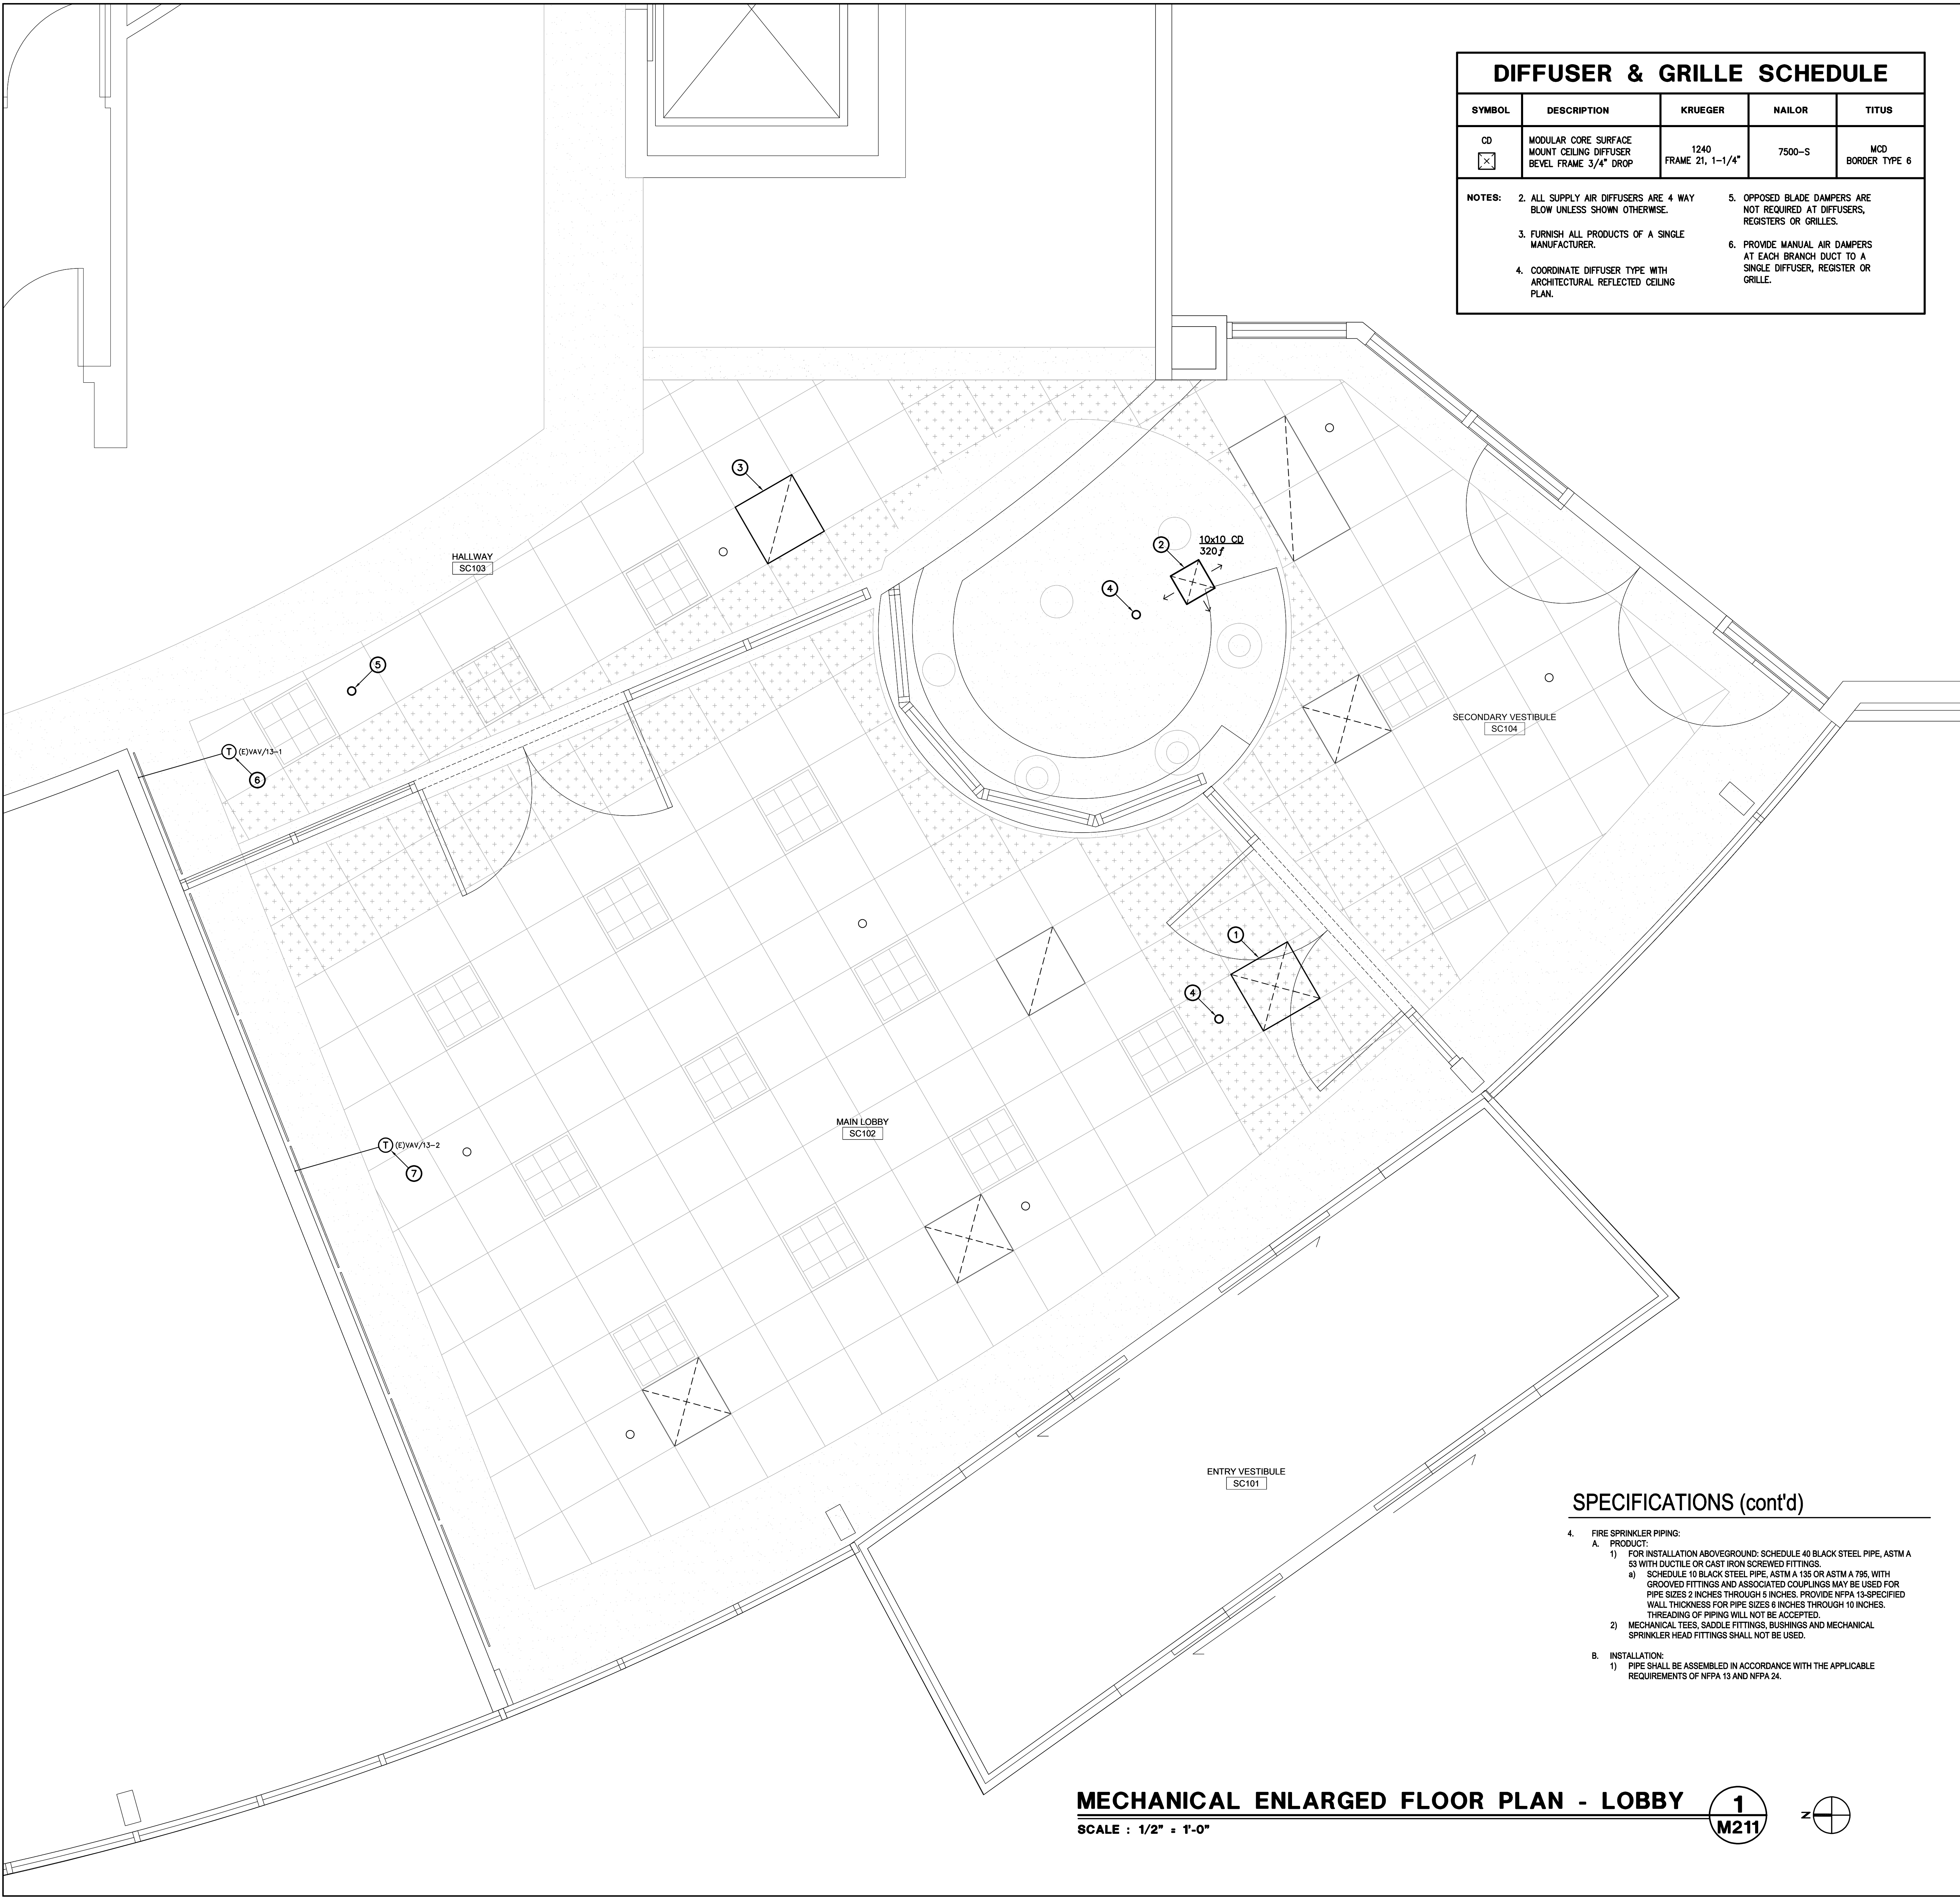 DIFFUSER & GRILLE SCHEDULE
SYMBOL DESCRIPTION KRUEGER NAILOR TITUS
CD
MODULAR CORE SURFACE
MOUNT CEILING DIFFUSER
BEVEL FRAME 3/4" DROP
1240
FRAME 21, 1-1/4"
7500-S
MCD
BORDER TYPE 6
NOTES:
2. ALL SUPPLY AIR DIFFUSERS ARE 4 WAY
BLOW UNLESS SHOWN OTHERWISE.
3. FURNISH ALL PRODUCTS OF A SINGLE
MANUFACTURER.
4. COORDINATE DIFFUSER TYPE WITH
ARCHITECTURAL REFLECTED CEILING
PLAN.
5. OPPOSED BLADE DAMPERS ARE
NOT REQUIRED AT DIFFUSERS,
REGISTERS OR GRILLES.
6. PROVIDE MANUAL AIR DAMPERS
AT EACH BRANCH DUCT TO A
SINGLE DIFFUSER, REGISTER OR
GRILLE.
3
HALLWAY
SC103
2
10x10 CD
320ƒ
4
5
T (E)VAV/13-1
6
SECONDARY VESTIBULE
SC104
1
4
MAIN LOBBY
SC102
T (E)VAV/13-2
7
ENTRY VESTIBULE
SC101
SPECIFICATIONS (cont'd)
4. FIRE SPRINKLER PIPING:
A. PRODUCT:
1) FOR INSTALLATION ABOVEGROUND: SCHEDULE 40 BLACK STEEL PIPE, ASTM A
53 WITH DUCTILE OR CAST IRON SCREWED FITTINGS.
a) SCHEDULE 10 BLACK STEEL PIPE, ASTM A 135 OR ASTM A 795, WITH
GROOVED FITTINGS AND ASSOCIATED COUPLINGS MAY BE USED FOR
PIPE SIZES 2 INCHES THROUGH 5 INCHES. PROVIDE NFPA 13-SPECIFIED
WALL THICKNESS FOR PIPE SIZES 6 INCHES THROUGH 10 INCHES.
THREADING OF PIPING WILL NOT BE ACCEPTED.
2) MECHANICAL TEES, SADDLE FITTINGS, BUSHINGS AND MECHANICAL
SPRINKLER HEAD FITTINGS SHALL NOT BE USED.
B. INSTALLATION:
1) PIPE SHALL BE ASSEMBLED IN ACCORDANCE WITH THE APPLICABLE
REQUIREMENTS OF NFPA 13 AND NFPA 24.
MECHANICAL ENLARGED FLOOR PLAN - LOBBY
SCALE : 1/2" = 1'-0"
1
M211
N